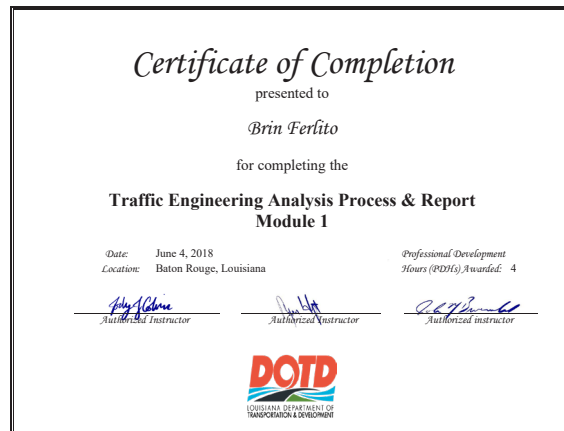 Certificate of Completion
presented to
Brin Ferlito
for completing the
Traffic Engineering Analysis Process & Report
Module 1
Date: June 4, 2018
Location: Baton Rouge, Louisiana
Professional Development
Hours (PDHs) Awarded: 4
Authorized Instructor
Authorized Instructor
Authorized instructor
DOTD
LOUISIANA DEPARTMENT OF
TRANSPORTATION & DEVELOPMENT